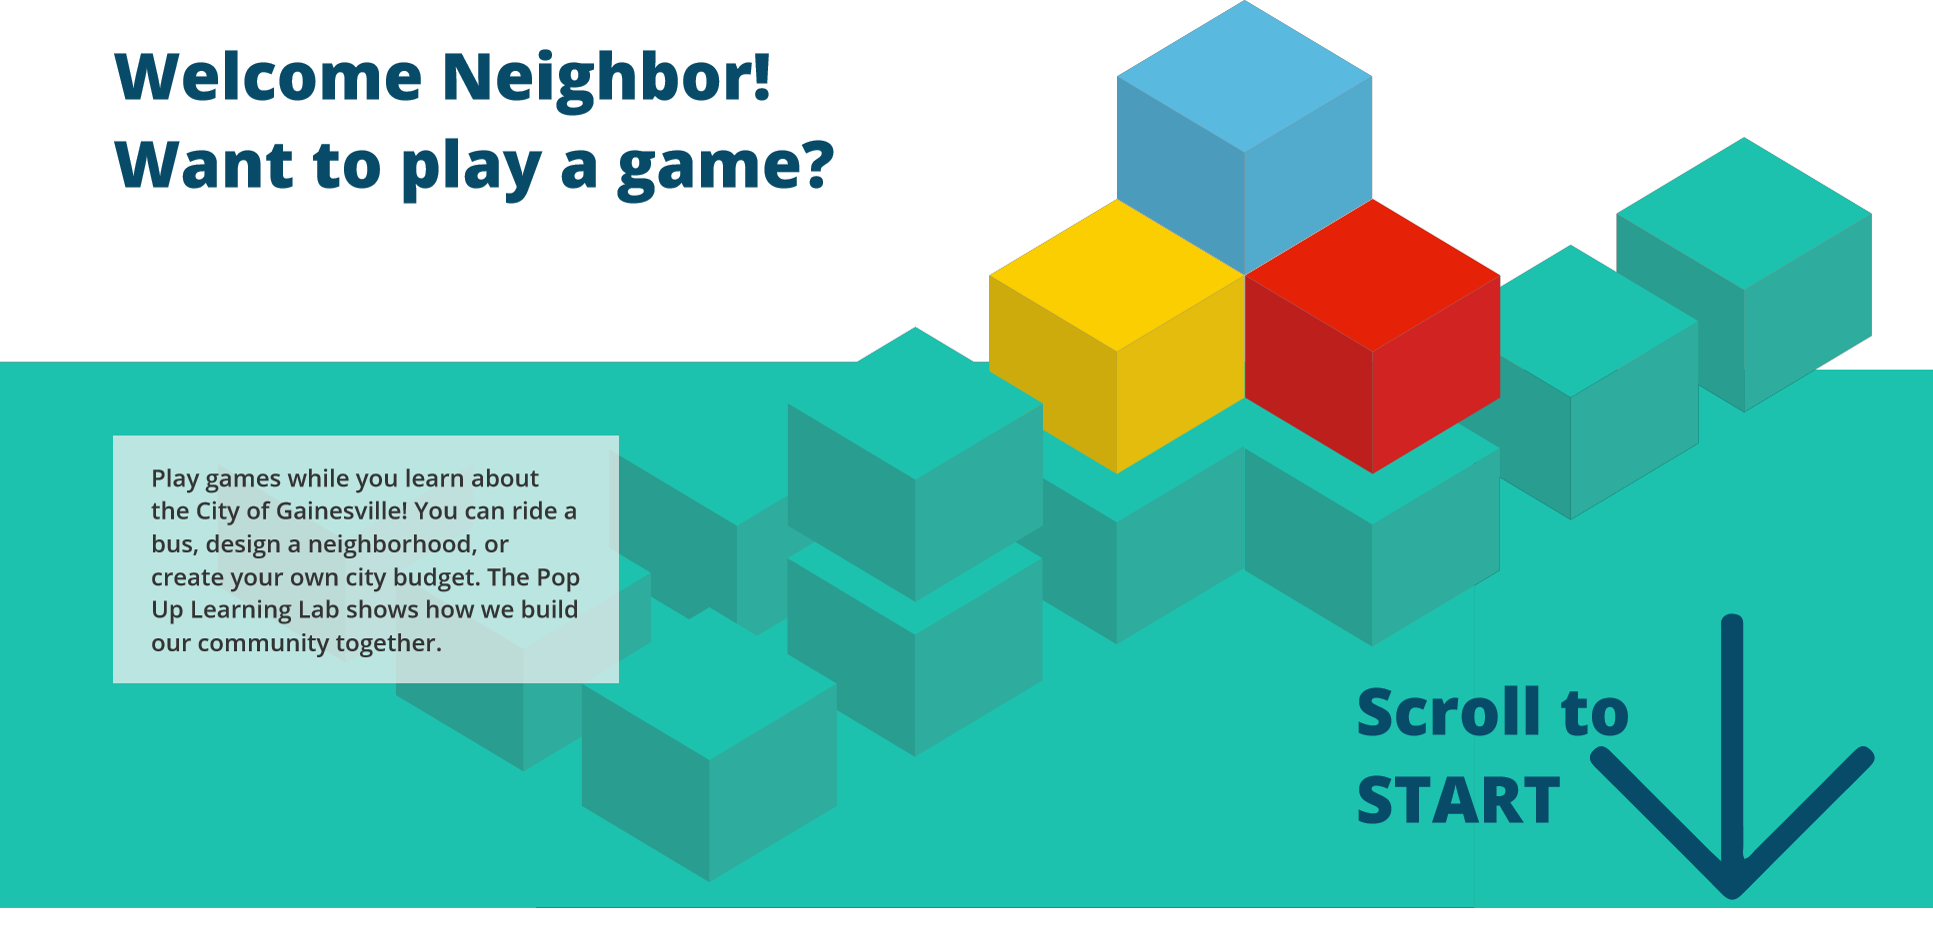 Welcome Neighbor!
Want to play a game?
Play games while you learn about
the City of Gainesville! You can ride a
bus, design a neighborhood, or
create your own city budget. The Pop
Up Learning Lab shows how we build
our community together.
Scroll to
START